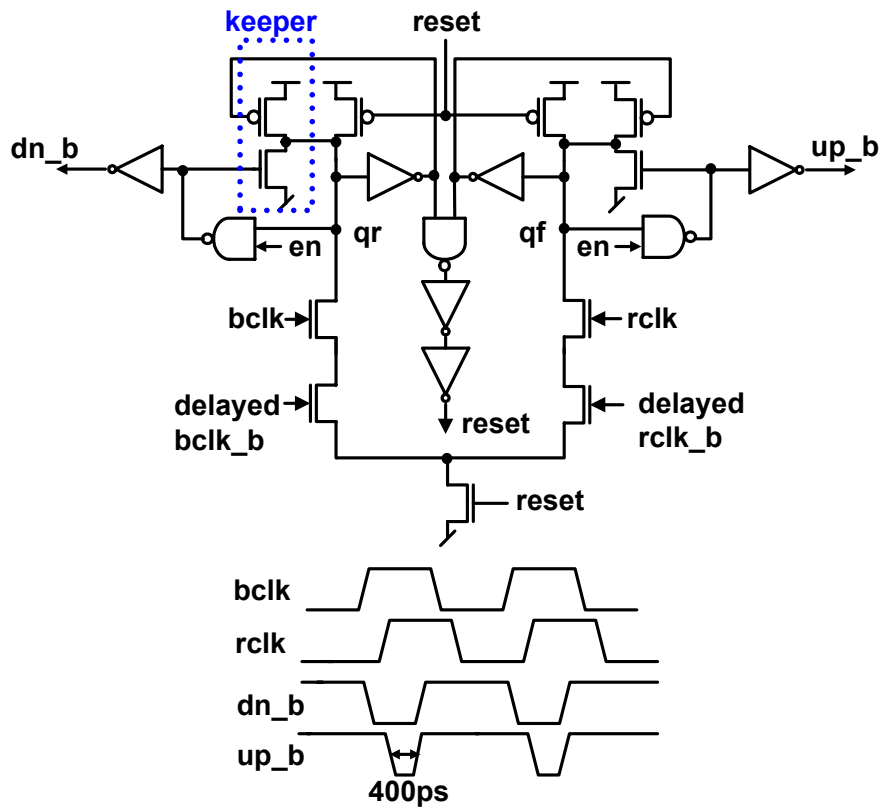 keeper
reset
dn_b
up_b
en
qr
qf
en
bclk
rclk
delayed
bclk_b
reset
delayed
rclk_b
reset
bclk
rclk
dn_b
up_b
400ps